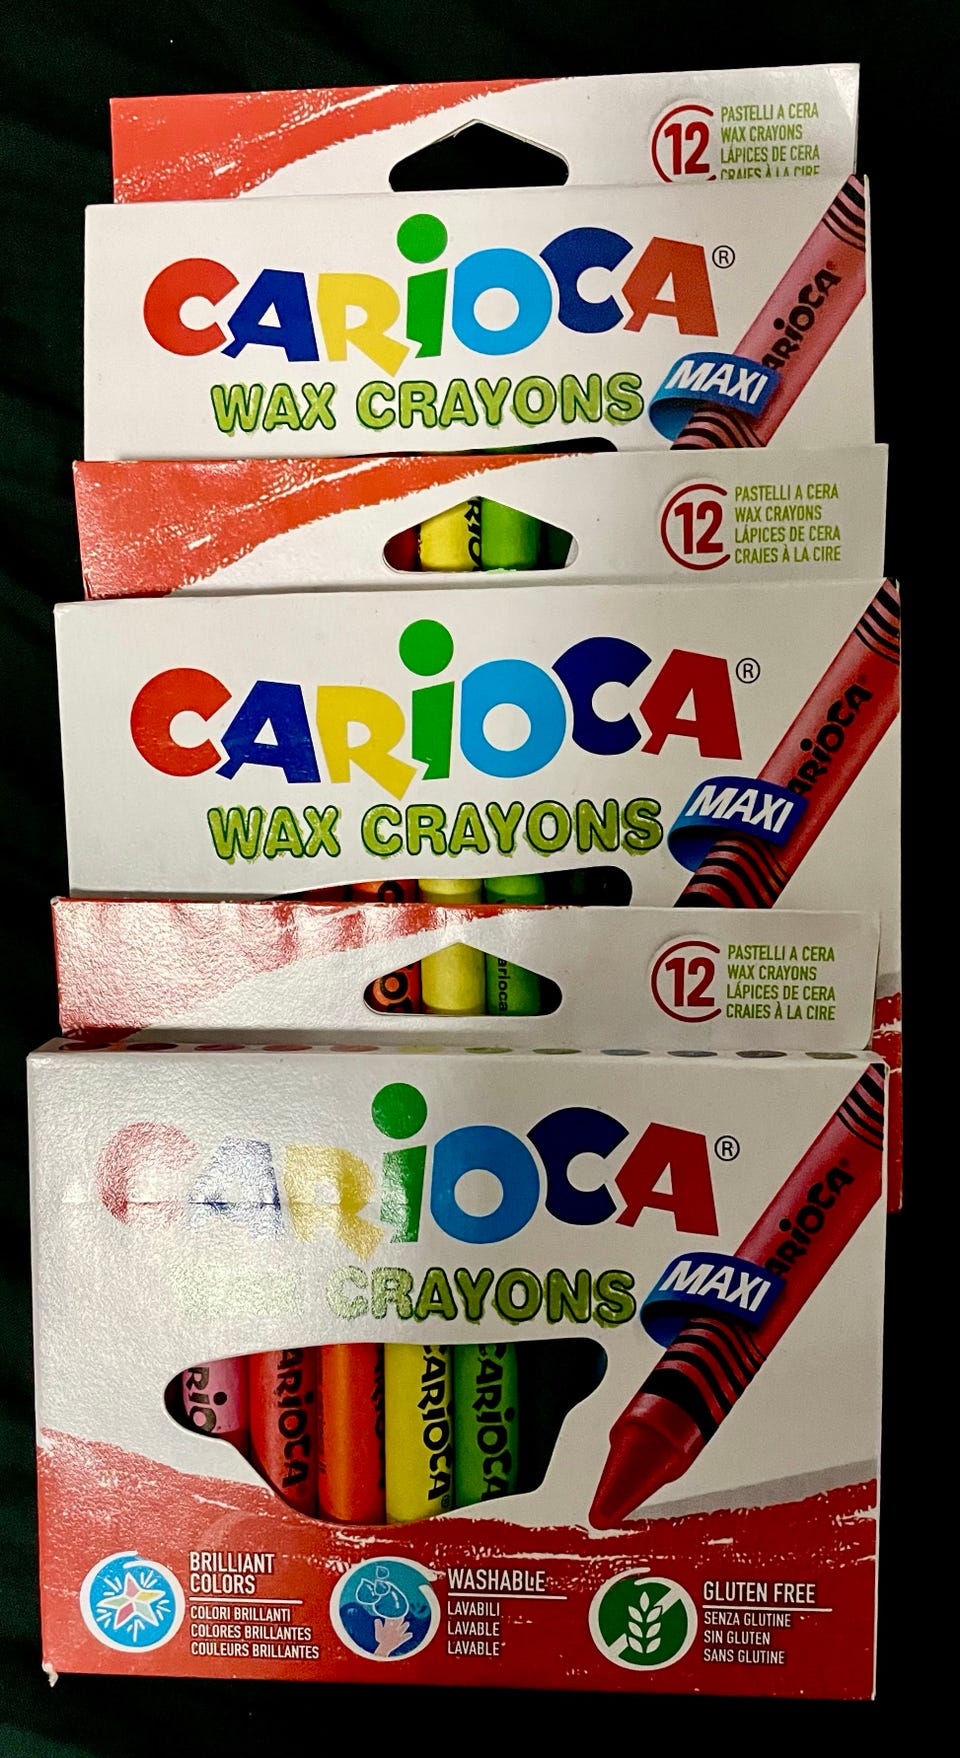 12
PASTELLI A CERA
WAX CRAYONS
LÁPICES DE CERA
CRAIES À LA CIRE
CARiOCA®
WAX CRAYONS
MAXI
CARiOCA®
12
PASTELLI A CERA
WAX CRAYONS
LÁPICES DE CERA
CRAIES À LA CIRE
CARiOCA®
WAX CRAYONS
MAXI
CARiOCA®
12
PASTELLI A CERA
WAX CRAYONS
LÁPICES DE CERA
CRAIES À LA CIRE
CARiOCA®
CRAYONS
MAXI
CARiOCA®
CARIOCA
CARIOCA
CARIOCA
BRILLIANT
COLORS
COLORI BRILLANTI
COLORES BRILLANTES
COULEURS BRILLANTES
WASHABLE
LAVABILI
LAVABLE
LAVABLE
GLUTEN FREE
SENZA GLUTINE
SIN GLUTEN
SANS GLUTINE